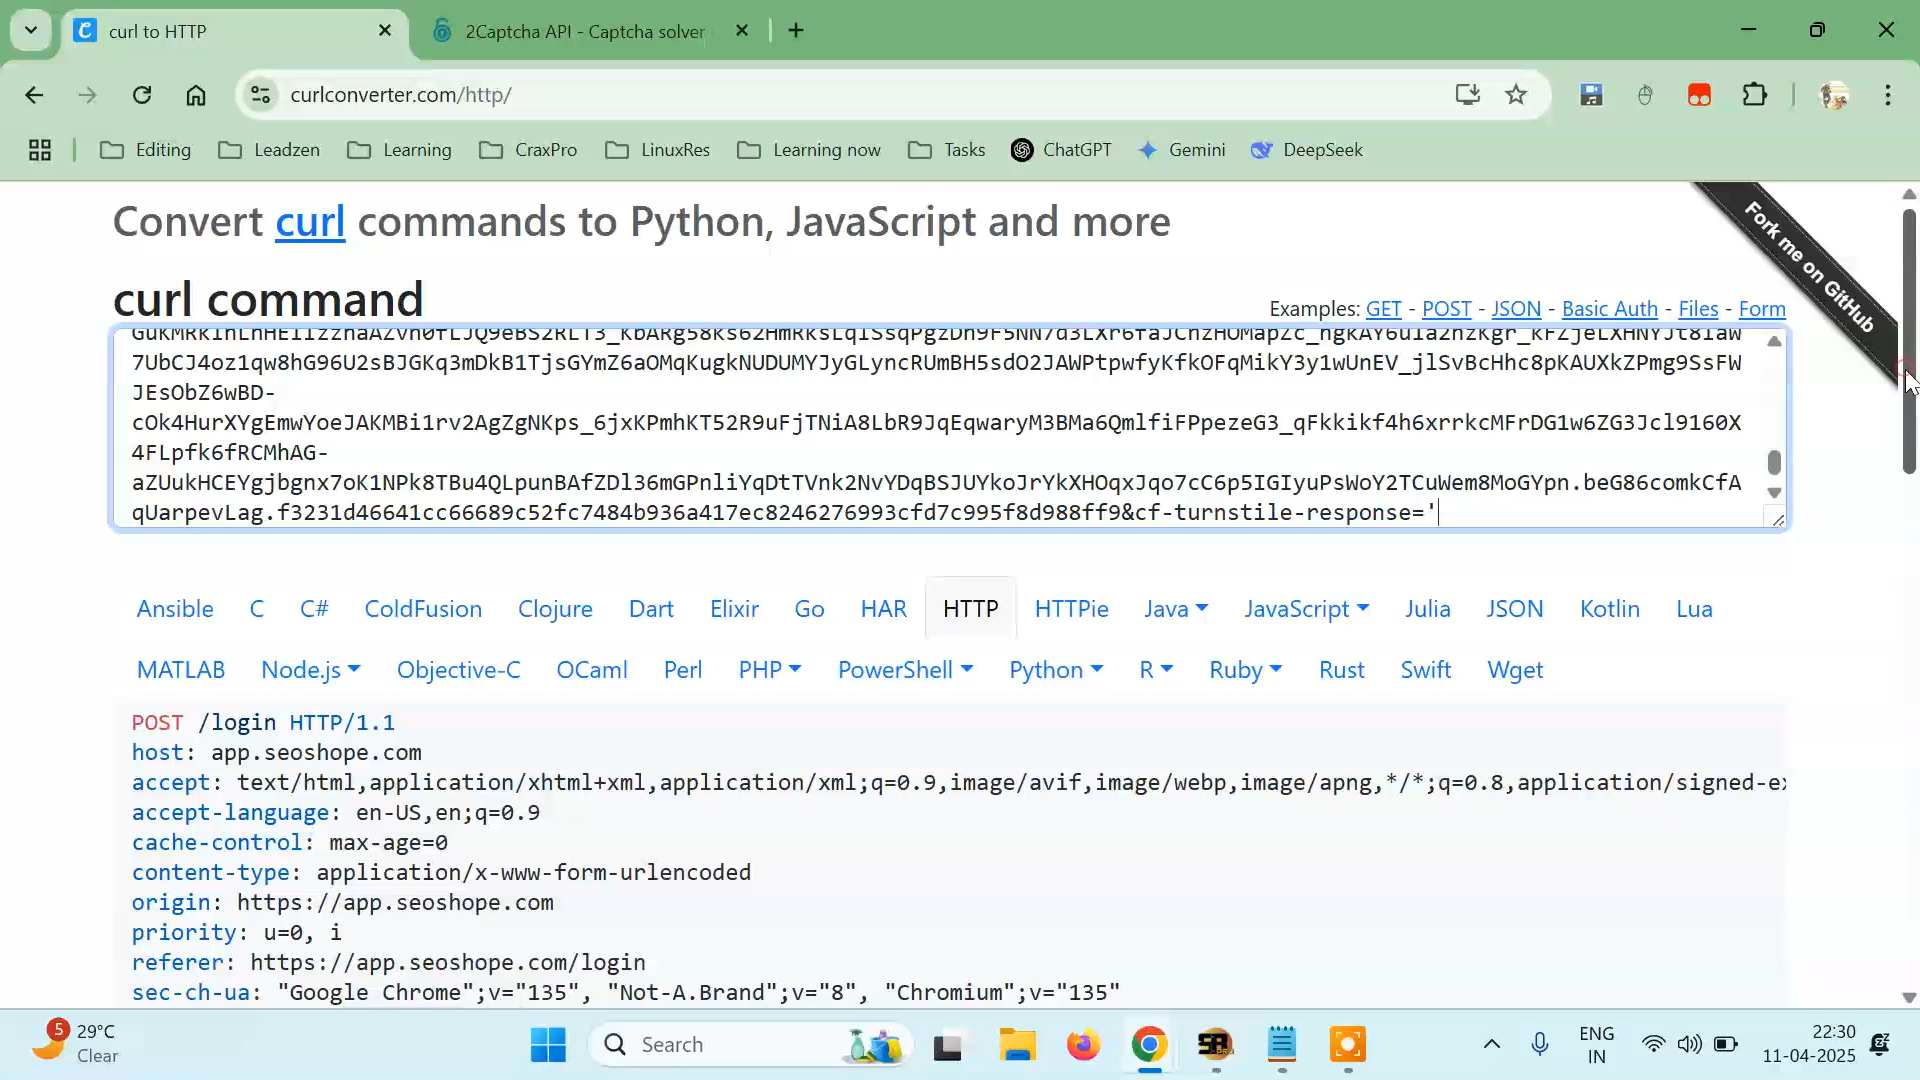 curl to HTTP
2Captcha API - Captcha solver
curlconverter.com/http/
Editing
Leadzen
Learning
CraxPro
LinuxRes
Learning now
Tasks
ChatGPT
Gemini
DeepSeek
Convert curl commands to Python, JavaScript and more
Fork me on GitHub
curl command
Examples: GET - POST - JSON - Basic Auth - Files - Form
7UbCJ4oz1qw8hG96U2sBJGKq3mDkB1TjsGYmZ6aOMqKugkNUDUMYJyGLyncRUmBH5sdO2JAWPtpwfyKfkOFqMikY3y1wUnEV_jlSvBcHhc8pKAUXkZPmg9SsFW
JEsObZ6wBD-
cOk4HurXYgEmwYoeJAKMBi1rv2AgZgNKps_6jxKPmhKT52R9uFjTNiA8LbR9JqEqwaryM3BMa6QmlfiFPpezeG3_qFkkikf4h6xrrkcMFrDG1w6ZG3Jcl9160X
4FLpfk6fRCMhAG-
aZUukHCEYgjbgnx7oK1NPk8TBu4QLpunBAfZDl36mGPnliYqDtTVnk2NvYDqBSJUYkoJrYkXHOqxJqo7cC6p5IGIyuPsWoY2TCuWem8MoGYpn.beG86comkCfA
qUarpevLag.f3231d46641cc66689c52fc7484b936a417ec8246276993cfd7c995f8d988ff9&cf-turnstile-response='
Ansible C C# ColdFusion Clojure Dart Elixir Go HAR HTTP HTTPie Java JavaScript Julia JSON Kotlin Lua
MATLAB Node.js Objective-C OCaml Perl PHP PowerShell Python R Ruby Rust Swift Wget
POST /login HTTP/1.1
host: app.seoshope.com
accept: text/html,application/xhtml+xml,application/xml;q=0.9,image/avif,image/webp,image/apng,*/*;q=0.8,application/signed-ex
accept-language: en-US,en;q=0.9
cache-control: max-age=0
content-type: application/x-www-form-urlencoded
origin: https://app.seoshope.com
priority: u=0, i
referer: https://app.seoshope.com/login
sec-ch-ua: "Google Chrome";v="135", "Not-A.Brand";v="8", "Chromium";v="135"
5
29°C
Clear
Search
ENG
IN
22:30
11-04-2025